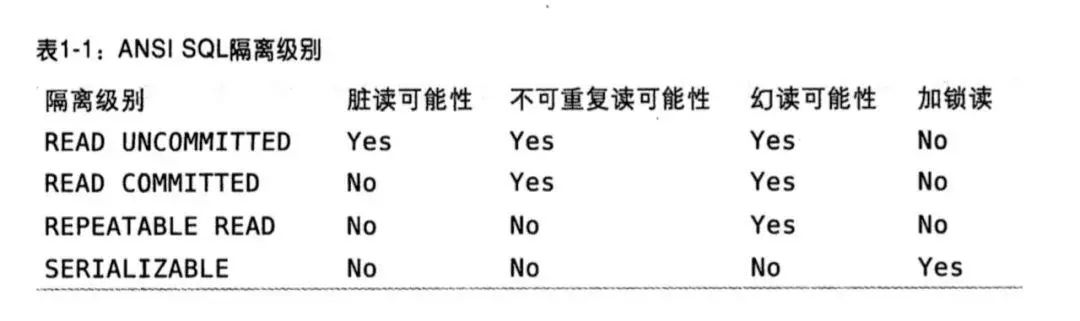 表1-1：ANSI SQL隔离级别
隔离级别 脏读可能性 不可重复读可能性 幻读可能性 加锁读
READ UNCOMMITTED Yes Yes Yes No
READ COMMITTED No Yes Yes No
REPEATABLE READ No No Yes No
SERIALIZABLE No No No Yes